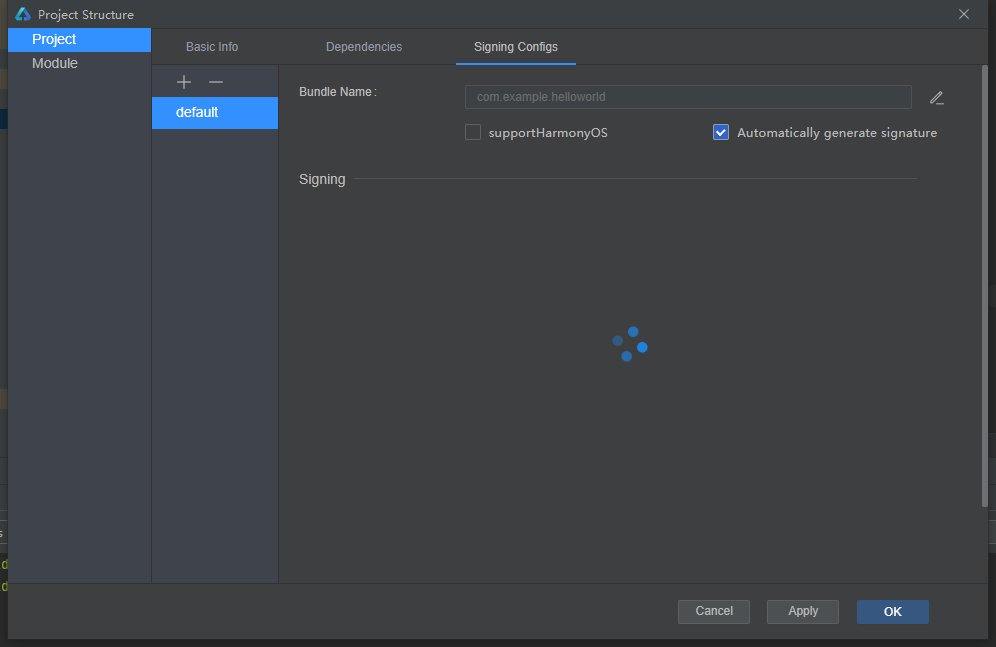 Project Structure
Project
Module
Basic Info
Dependencies
Signing Configs
default
Bundle Name :
com.example.helloworld
supportHarmonyOS
Automatically generate signature
Signing
s
d
d
Cancel
Apply
OK